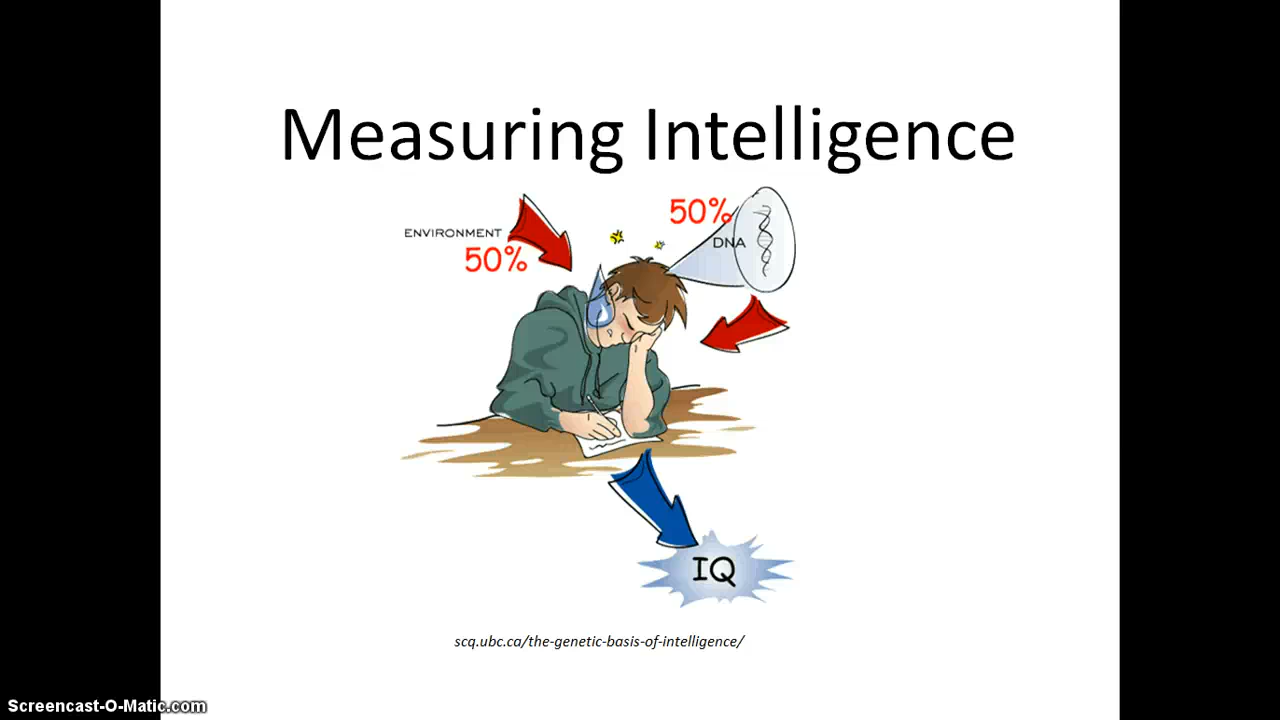 Measuring Intelligence
50%
ENVIRONMENT
DNA
50%
IQ
scq.ubc.ca/the-genetic-basis-of-intelligence/
Screencast-O-Matic.com